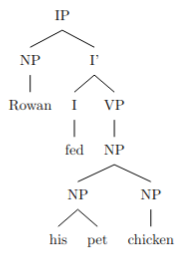 IP
NP I'
Rowan I VP
fed NP
NP NP
his pet chicken